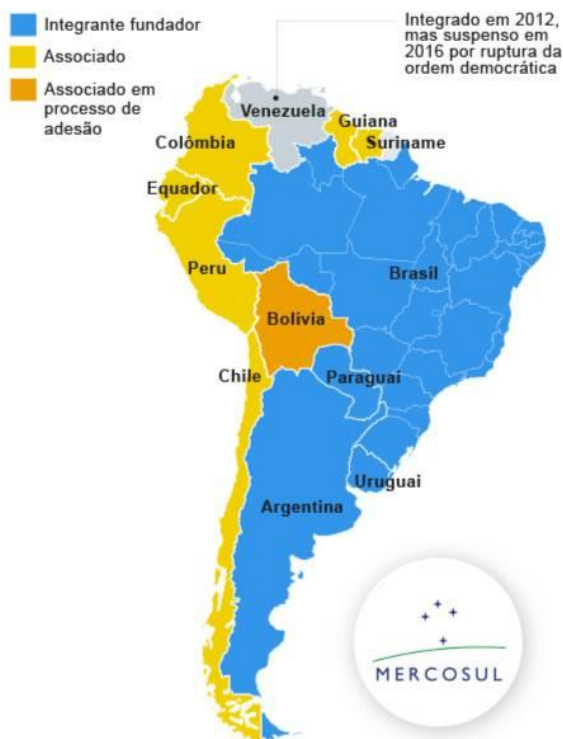 Integrante fundador
Associado
Associado em
processo de
adesão
Integrado em 2012,
mas suspenso em
2016 por ruptura da
ordem democrática
Venezuela
Guiana
Suriname
Colômbia
Equador
Peru
Brasil
Bolívia
Chile
Paraguai
Uruguai
Argentina
MERCOSUL